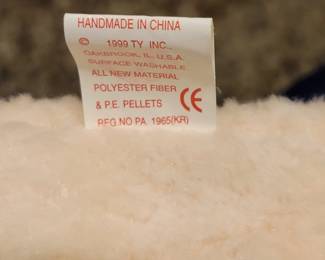 HANDMADE IN CHINA
© 1999 TY INC.,
OAKBROOK, IL, U.S.A.
SURFACE WASHABLE
ALL NEW MATERIAL
POLYESTER FIBER
& P.E. PELLETS CE
REG.NO PA. 1965(KR)